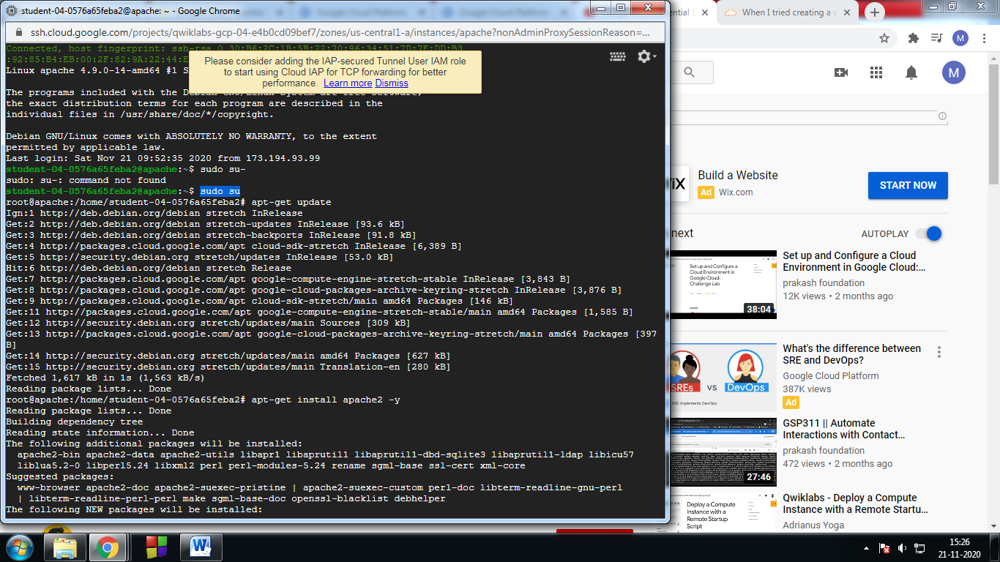 student-04-0576a65feba2@apache: ~ - Google Chrome
ssh.cloud.google.com/projects/qwiklabs-gcp-04-e4b0cd09bef7/zones/us-central1-a/instances/apache?nonAdminProxySessionReason=...
Connected, host fingerprint: ssh-rsa 0 30:B6:2C:1B:5B:22:70:96:34:51:7D:7E:DD:B3
:92:85:B4:EB:00:2F:82:9A:22:44:E
Linux apache 4.9.0-14-amd64 #1 S
Please consider adding the IAP-secured Tunnel User IAM role
to start using Cloud IAP for TCP forwarding for better
performance. Learn more Dismiss
The programs included with the Debian GNU/Linux system are free software;
the exact distribution terms for each program are described in the
individual files in /usr/share/doc/*/copyright.
Debian GNU/Linux comes with ABSOLUTELY NO WARRANTY, to the extent
permitted by applicable law.
Last login: Sat Nov 21 09:52:35 2020 from 173.194.93.99
student-04-0576a65feba2@apache:~$ sudo su-
sudo: su-: command not found
student-04-0576a65feba2@apache:~$ sudo su
root@apache:/home/student-04-0576a65feba2# apt-get update
Ign:1 http://deb.debian.org/debian stretch InRelease
Get:2 http://deb.debian.org/debian stretch-updates InRelease [93.6 kB]
Get:3 http://deb.debian.org/debian stretch-backports InRelease [91.8 kB]
Get:4 http://packages.cloud.google.com/apt cloud-sdk-stretch InRelease [6,389 B]
Get:5 http://security.debian.org stretch/updates InRelease [53.0 kB]
Hit:6 http://deb.debian.org/debian stretch Release
Get:7 http://packages.cloud.google.com/apt google-compute-engine-stretch-stable InRelease [3,843 B]
Get:8 http://packages.cloud.google.com/apt google-cloud-packages-archive-keyring-stretch InRelease [3,876 B]
Get:9 http://packages.cloud.google.com/apt cloud-sdk-stretch/main amd64 Packages [146 kB]
Get:11 http://packages.cloud.google.com/apt google-compute-engine-stretch-stable/main amd64 Packages [1,585 B]
Get:12 http://security.debian.org stretch/updates/main Sources [309 kB]
Get:13 http://packages.cloud.google.com/apt google-cloud-packages-archive-keyring-stretch/main amd64 Packages [397
B]
Get:14 http://security.debian.org stretch/updates/main amd64 Packages [627 kB]
Get:15 http://security.debian.org stretch/updates/main Translation-en [280 kB]
Fetched 1,617 kB in 1s (1,563 kB/s)
Reading package lists... Done
root@apache:/home/student-04-0576a65feba2# apt-get install apache2 -y
Reading package lists... Done
Building dependency tree
Reading state information... Done
The following additional packages will be installed:
apache2-bin apache2-data apache2-utils libapr1 libaprutil1 libaprutil1-dbd-sqlite3 libaprutil1-ldap libicu57
liblua5.2-0 libperl5.24 libxml2 perl perl-modules-5.24 rename sgml-base ssl-cert xml-core
Suggested packages:
www-browser apache2-doc apache2-suexec-pristine | apache2-suexec-custom perl-doc libterm-readline-gnu-perl
| libterm-readline-perl-perl make sgml-base-doc openssl-blacklist debhelper
The following NEW packages will be installed:
ential S
When I tried creating a c
M
M
WiX
Build a Website
Ad Wix.com
START NOW
next
AUTOPLAY
Set up and Configure a
Cloud Environment in
Google Cloud:
Challenge Lab
38:04
Set up and Configure a Cloud
Environment in Google Cloud:...
prakash foundation
12K views • 2 months ago
SREs vs DevOps
SRE Implements DevOps
What's the difference between
SRE and DevOps?
Google Cloud Platform
387K views
Ad
27:46
GSP311 || Automate
Interactions with Contact...
prakash foundation
472 views • 2 months ago
Deploy a Compute
Instance with a
Remote Startup
Script
Qwiklabs - Deploy a Compute
Instance with a Remote Startu...
Adrianus Yoga
15:26
21-11-2020